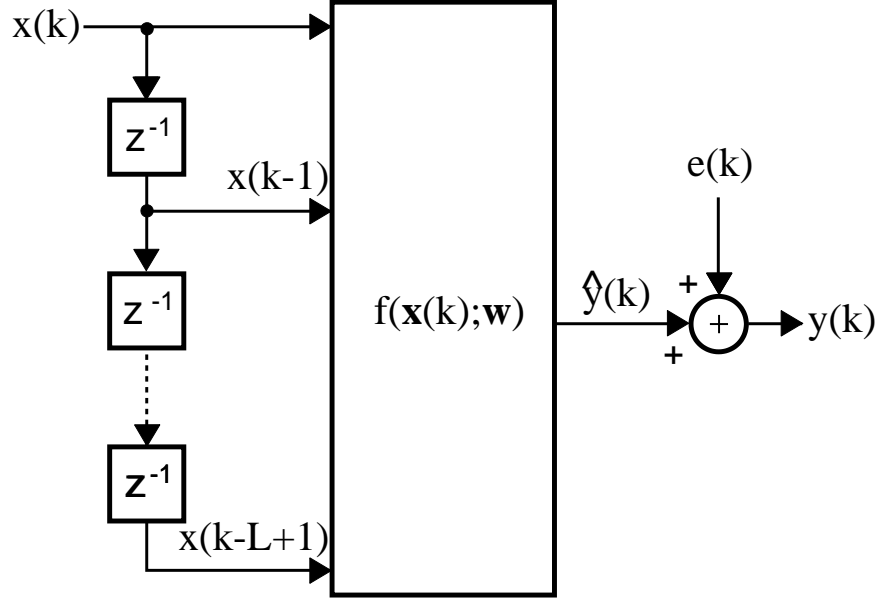 x(k)
z⁻¹
x(k-1)
e(k)
z⁻¹
f(x(k);w)
ŷ(k)
+
+
+
y(k)
z⁻¹
x(k-L+1)